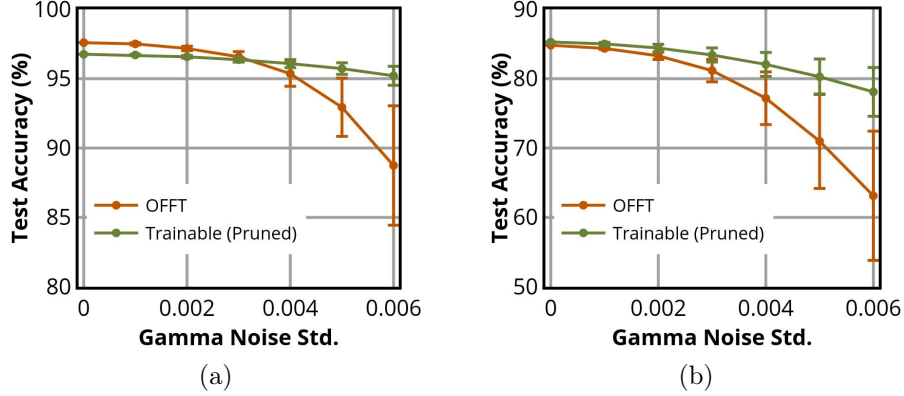 100
95
90
85
80
Test Accuracy (%)
OFFT
Trainable (Pruned)
0 0.002 0.004 0.006
Gamma Noise Std.
(a)
90
80
70
60
50
Test Accuracy (%)
OFFT
Trainable (Pruned)
0 0.002 0.004 0.006
Gamma Noise Std.
(b)